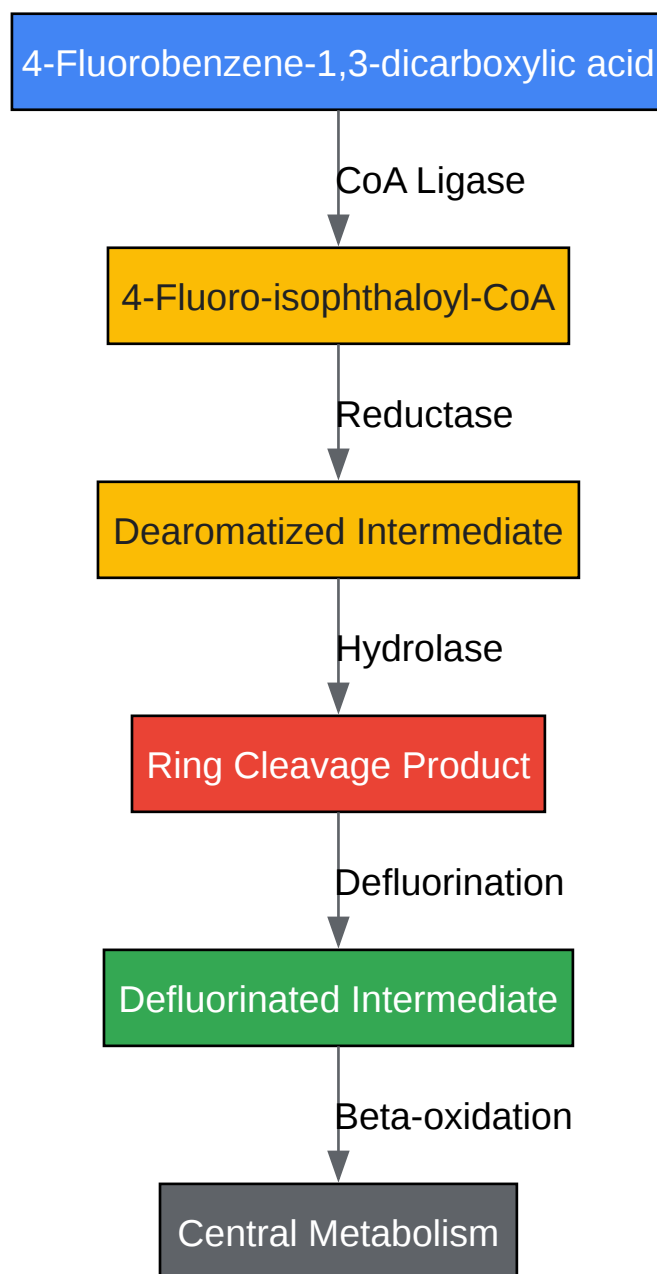 4-Fluorobenzene-1,3-dicarboxylic acid
CoA Ligase
4-Fluoro-isophthaloyl-CoA
Reductase
Dearomatized Intermediate
Hydrolase
Ring Cleavage Product
Defluorination
Defluorinated Intermediate
Beta-oxidation
Central Metabolism